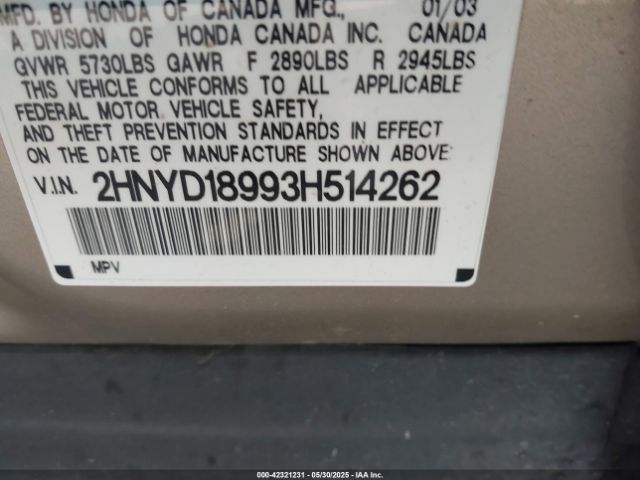 MFD. BY HONDA OF CANADA MFG., 01/03
A DIVISION OF HONDA CANADA INC. CANADA
GVWR 5730LBS GAWR F 2890LBS R 2945LBS
THIS VEHICLE CONFORMS TO ALL APPLICABLE
FEDERAL MOTOR VEHICLE SAFETY,
AND THEFT PREVENTION STANDARDS IN EFFECT
ON THE DATE OF MANUFACTURE SHOWN ABOVE.
V.I.N. 2HNYD18993H514262
MPV
000-42321231 - 05/30/2025 - IAAI.CA